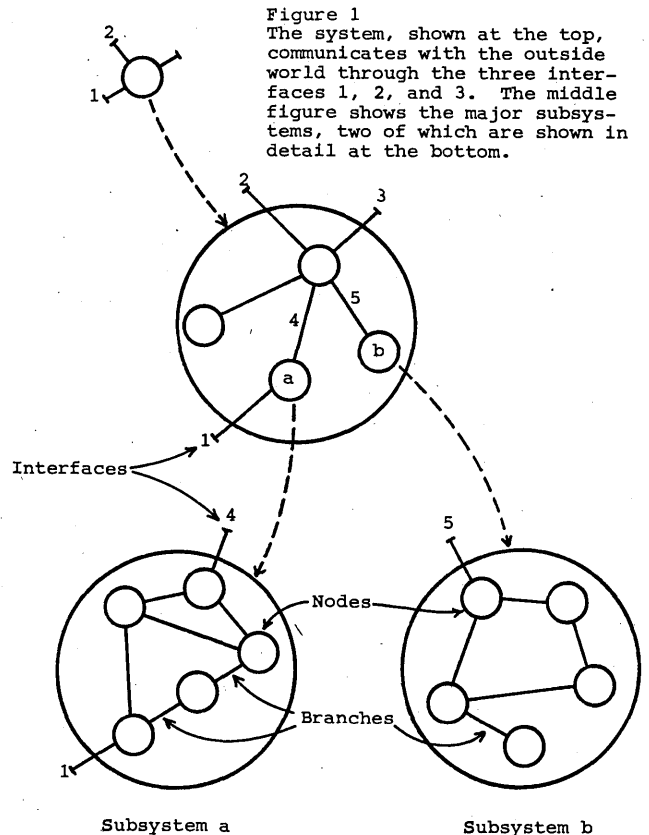 Figure 1
The system, shown at the top,
communicates with the outside
world through the three inter-
faces 1, 2, and 3. The middle
figure shows the major subsys-
tems, two of which are shown in
detail at the bottom.
2
1
2
3
5
4
b
a
1
Interfaces
4
5
Nodes
Branches
1
Subsystem a
Subsystem b